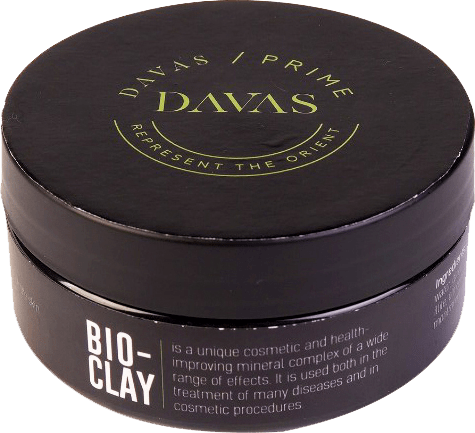 DAVAS / PRIME
DAVAS
REPRESENT THE ORIENT
BIO-
CLAY
is a unique cosmetic and health-
improving mineral complex of a wide
range of effects. It is used both in the
treatment of many diseases and in
cosmetic procedures